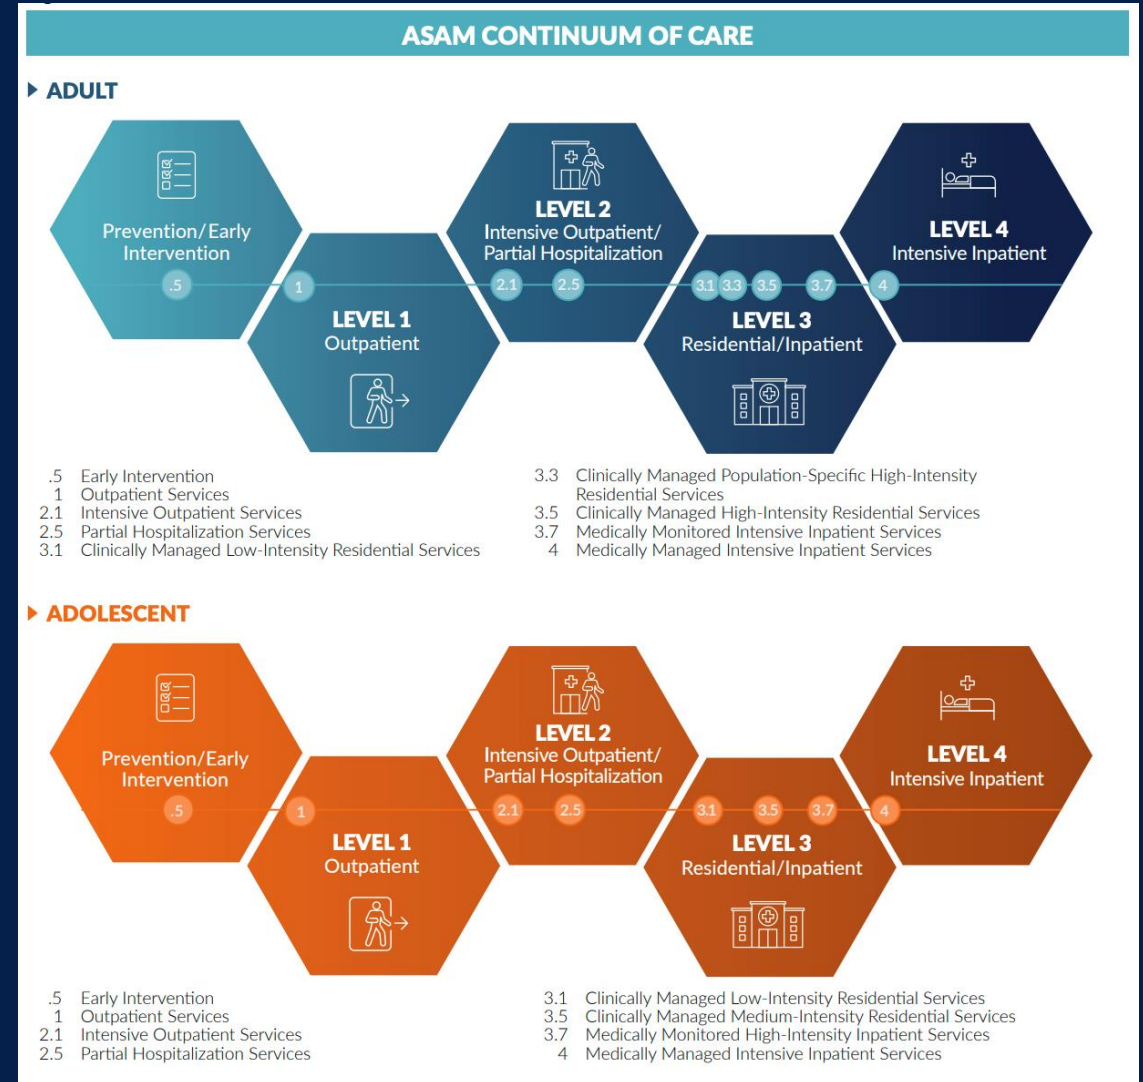 ASAM CONTINUUM OF CARE
ADULT
Prevention/Early
Intervention
.5
1
LEVEL 1
Outpatient
LEVEL 2
Intensive Outpatient/
Partial Hospitalization
2.1 2.5
3.1 3.3 3.5 3.7
LEVEL 3
Residential/Inpatient
LEVEL 4
Intensive Inpatient
4
.5 Early Intervention
1 Outpatient Services
2.1 Intensive Outpatient Services
2.5 Partial Hospitalization Services
3.1 Clinically Managed Low-Intensity Residential Services
3.3 Clinically Managed Population-Specific High-Intensity
Residential Services
3.5 Clinically Managed High-Intensity Residential Services
3.7 Medically Monitored Intensive Inpatient Services
4 Medically Managed Intensive Inpatient Services
ADOLESCENT
Prevention/Early
Intervention
.5
1
LEVEL 1
Outpatient
LEVEL 2
Intensive Outpatient/
Partial Hospitalization
2.1 2.5
3.1 3.5 3.7
LEVEL 3
Residential/Inpatient
LEVEL 4
Intensive Inpatient
4
.5 Early Intervention
1 Outpatient Services
2.1 Intensive Outpatient Services
2.5 Partial Hospitalization Services
3.1 Clinically Managed Low-Intensity Residential Services
3.5 Clinically Managed Medium-Intensity Residential Services
3.7 Medically Monitored High-Intensity Inpatient Services
4 Medically Managed Intensive Inpatient Services